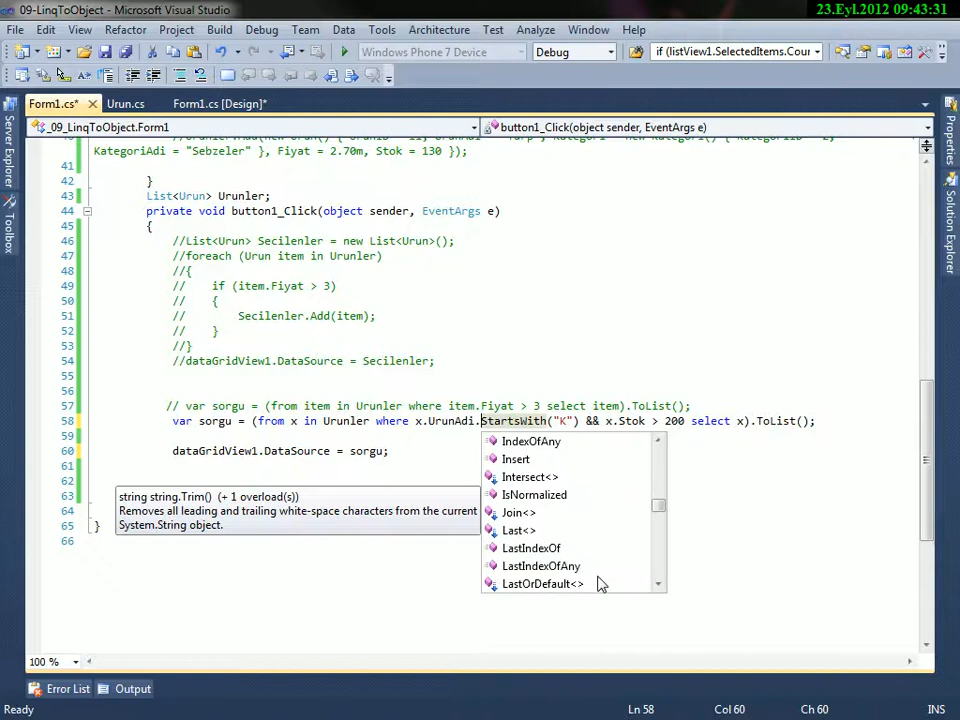 09-LinqToObject - Microsoft Visual Studio
23.Eyl.2012 09:43:31
File Edit View Refactor Project Build Debug Team Data Tools Architecture Test Analyze Window Help
Windows Phone 7 Device Debug if (listView1.SelectedItems.Cour
Form1.cs* Urun.cs Form1.cs [Design]*
_09_LinqToObject.Form1 button1_Click(object sender, EventArgs e)
KategoriAdi = "Sebzeler" }, Fiyat = 2.70m, Stok = 130 });
41
42 }
43 List<Urun> Urunler;
44 private void button1_Click(object sender, EventArgs e)
45 {
46 //List<Urun> Secilenler = new List<Urun>();
47 //foreach (Urun item in Urunler)
48 //{
49 // if (item.Fiyat > 3)
50 // {
51 // Secilenler.Add(item);
52 // }
53 //}
54 //dataGridView1.DataSource = Secilenler;
55
56
57 // var sorgu = (from item in Urunler where item.Fiyat > 3 select item).ToList();
58 var sorgu = (from x in Urunler where x.UrunAdi.StartsWith("K") && x.Stok > 200 select x).ToList();
59
60 dataGridView1.DataSource = sorgu;
61
62
63
64
65 }
66
IndexOfAny
Insert
Intersect<>
IsNormalized
Join<>
Last<>
LastIndexOf
LastIndexOfAny
LastOrDefault<>
string string.Trim() (+ 1 overload(s))
Removes all leading and trailing white-space characters from the current
System.String object.
Server Explorer
Toolbox
Properties
Solution Explorer
100 %
Error List Output
Ln 58 Col 60 Ch 60 INS